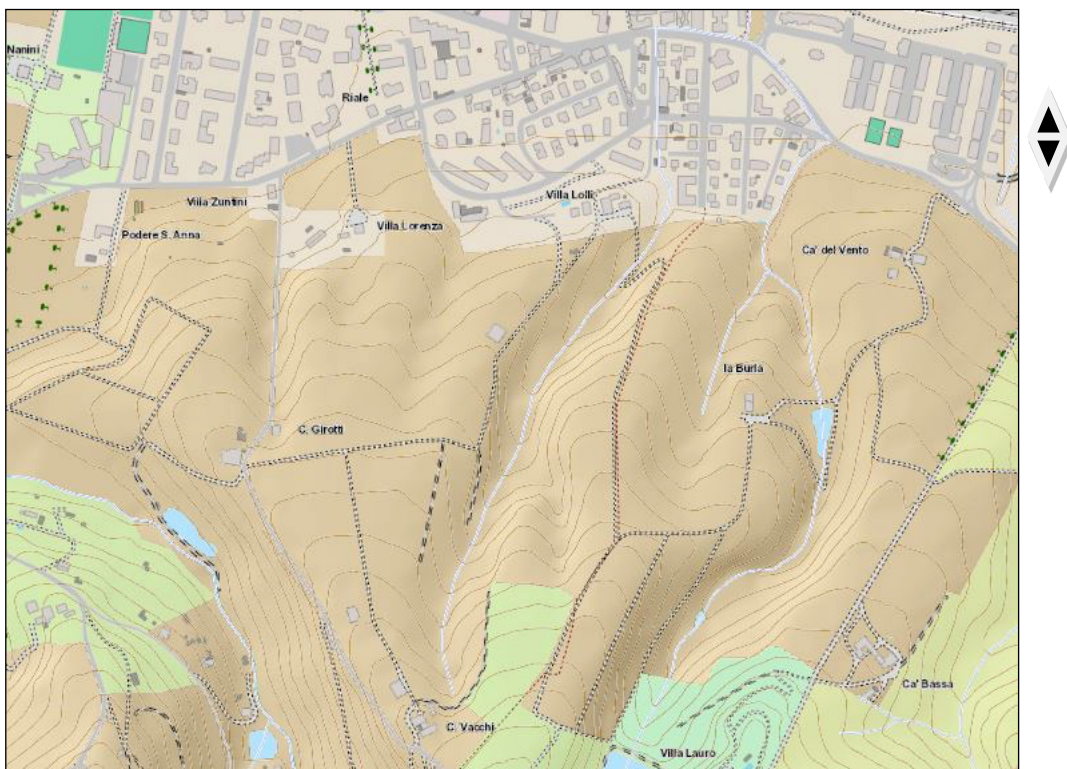 Nanini
Riale
Villa Zuntini
Villa Lolli
Podere S. Anna
Villa Lorenza
Ca' del Vento
la Burla
C. Girotti
Ca' Bassa
C. Vacchi
Villa Lauro